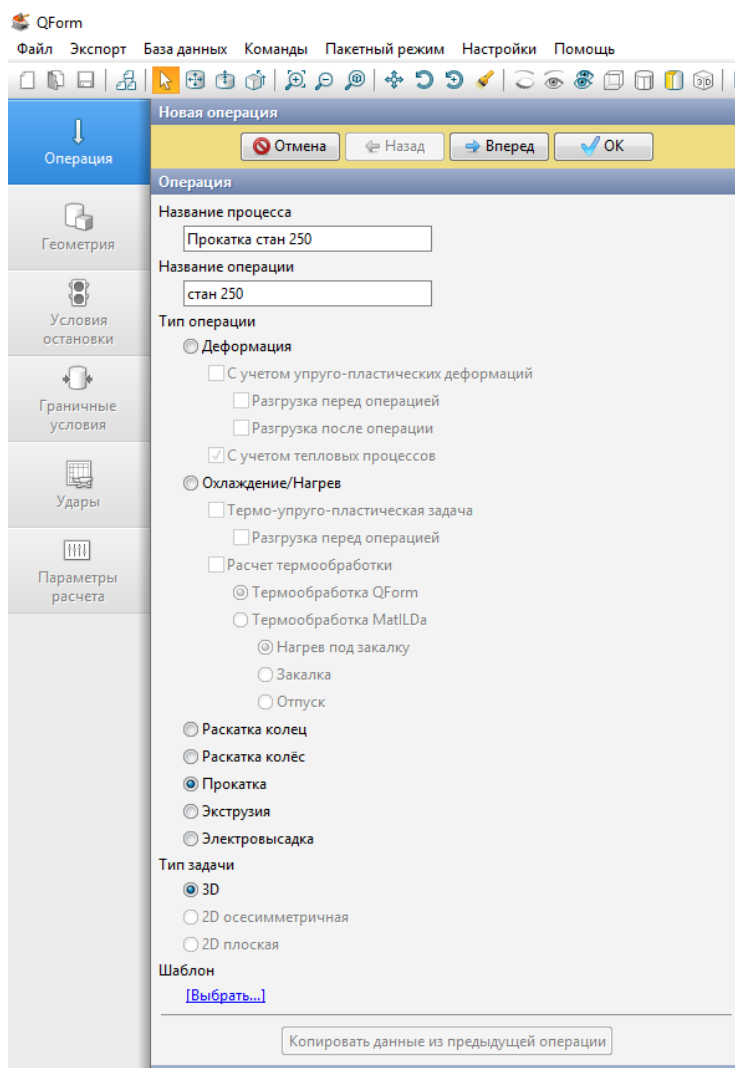 QForm
Файл Экспорт База данных Команды Пакетный режим Настройки Помощь
3D
Операция
Геометрия
Условия
остановки
Граничные
условия
Удары
Параметры
расчета
Новая операция
Отмена Назад Вперед ОК
Операция
Название процесса
Прокатка стан 250
Название операции
стан 250
Тип операции
Деформация
С учетом упруго-пластических деформаций
Разгрузка перед операцией
Разгрузка после операции
С учетом тепловых процессов
Охлаждение/Нагрев
Термо-упруго-пластическая задача
Разгрузка перед операцией
Расчет термообработки
Термообработка QForm
Термообработка MatILDa
Нагрев под закалку
Закалка
Отпуск
Раскатка колец
Раскатка колёс
Прокатка
Экструзия
Электровысадка
Тип задачи
3D
2D осесимметричная
2D плоская
Шаблон
[Выбрать...]
Копировать данные из предыдущей операции